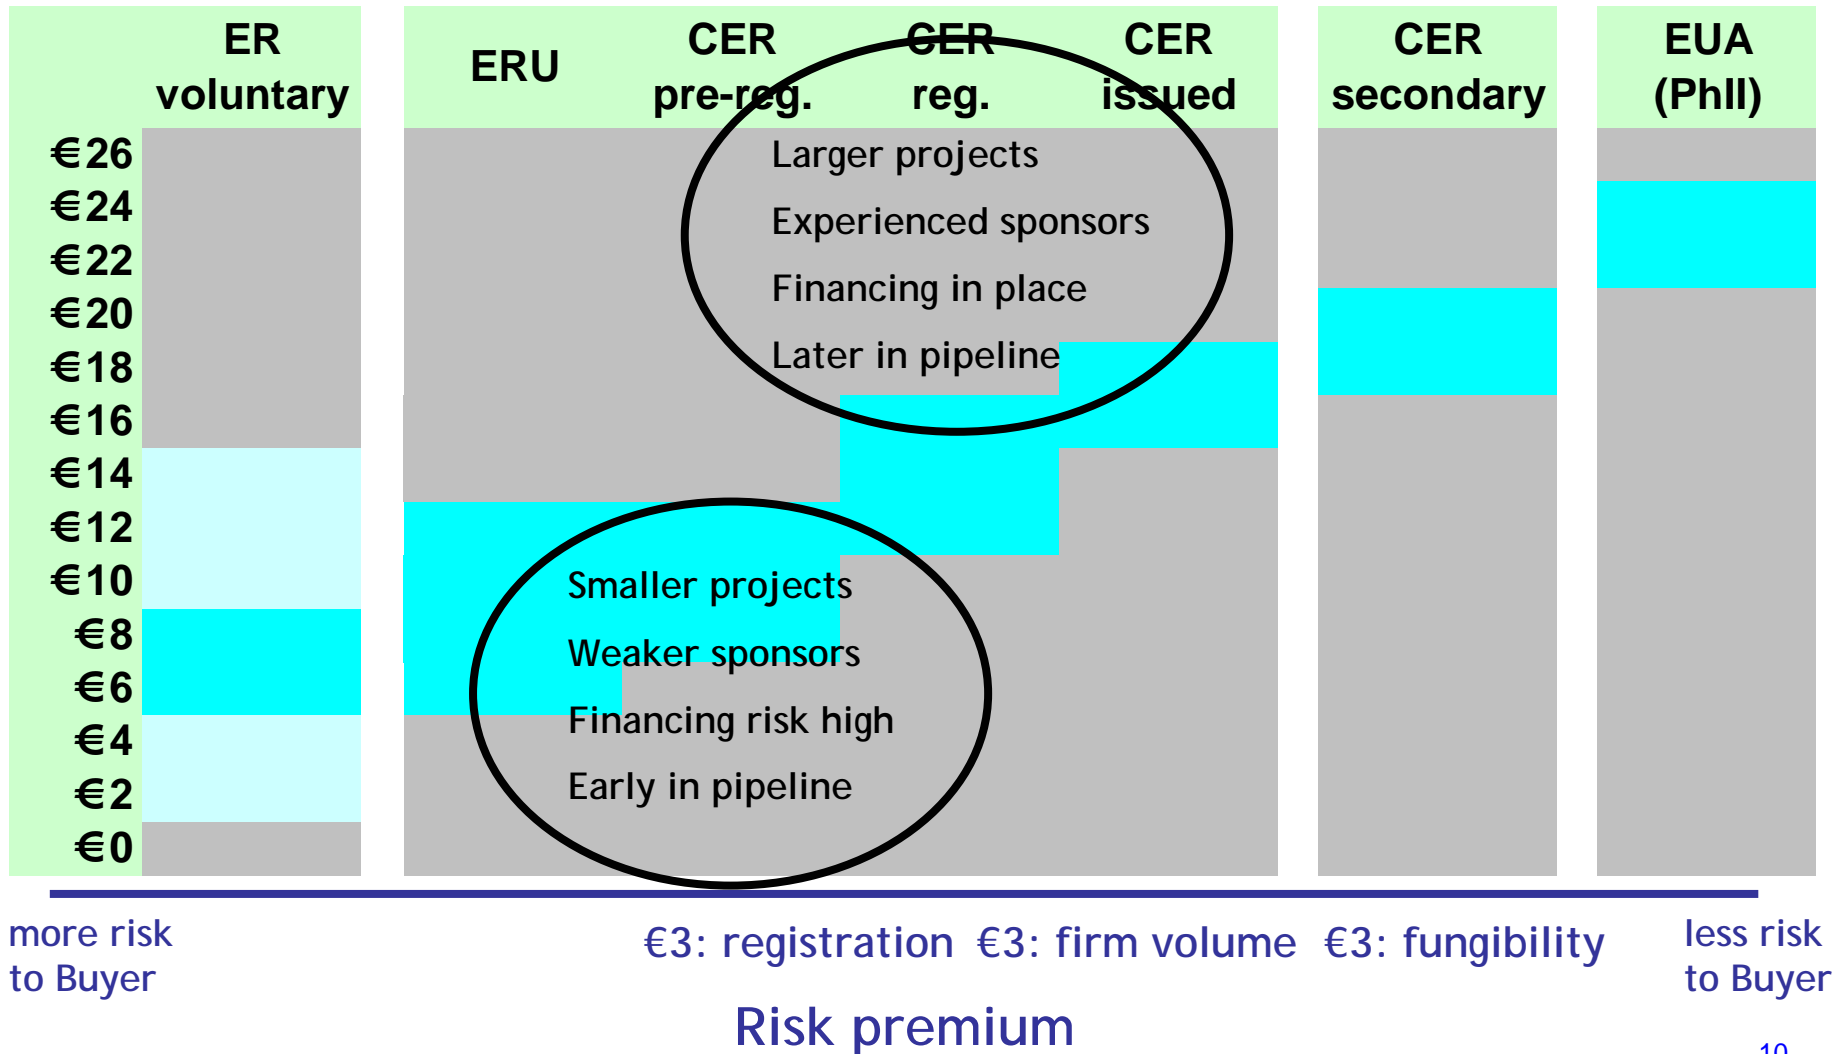 ER voluntary
ERU
CER pre-reg.
CER reg.
CER issued
CER secondary
EUA (PhII)
€26
€24
€22
€20
€18
€16
€14
€12
€10
€8
€6
€4
€2
€0
Larger projects
Experienced sponsors
Financing in place
Later in pipeline
Smaller projects
Weaker sponsors
Financing risk high
Early in pipeline
more risk
to Buyer
€3: registration €3: firm volume €3: fungibility
less risk
to Buyer
Risk premium
10